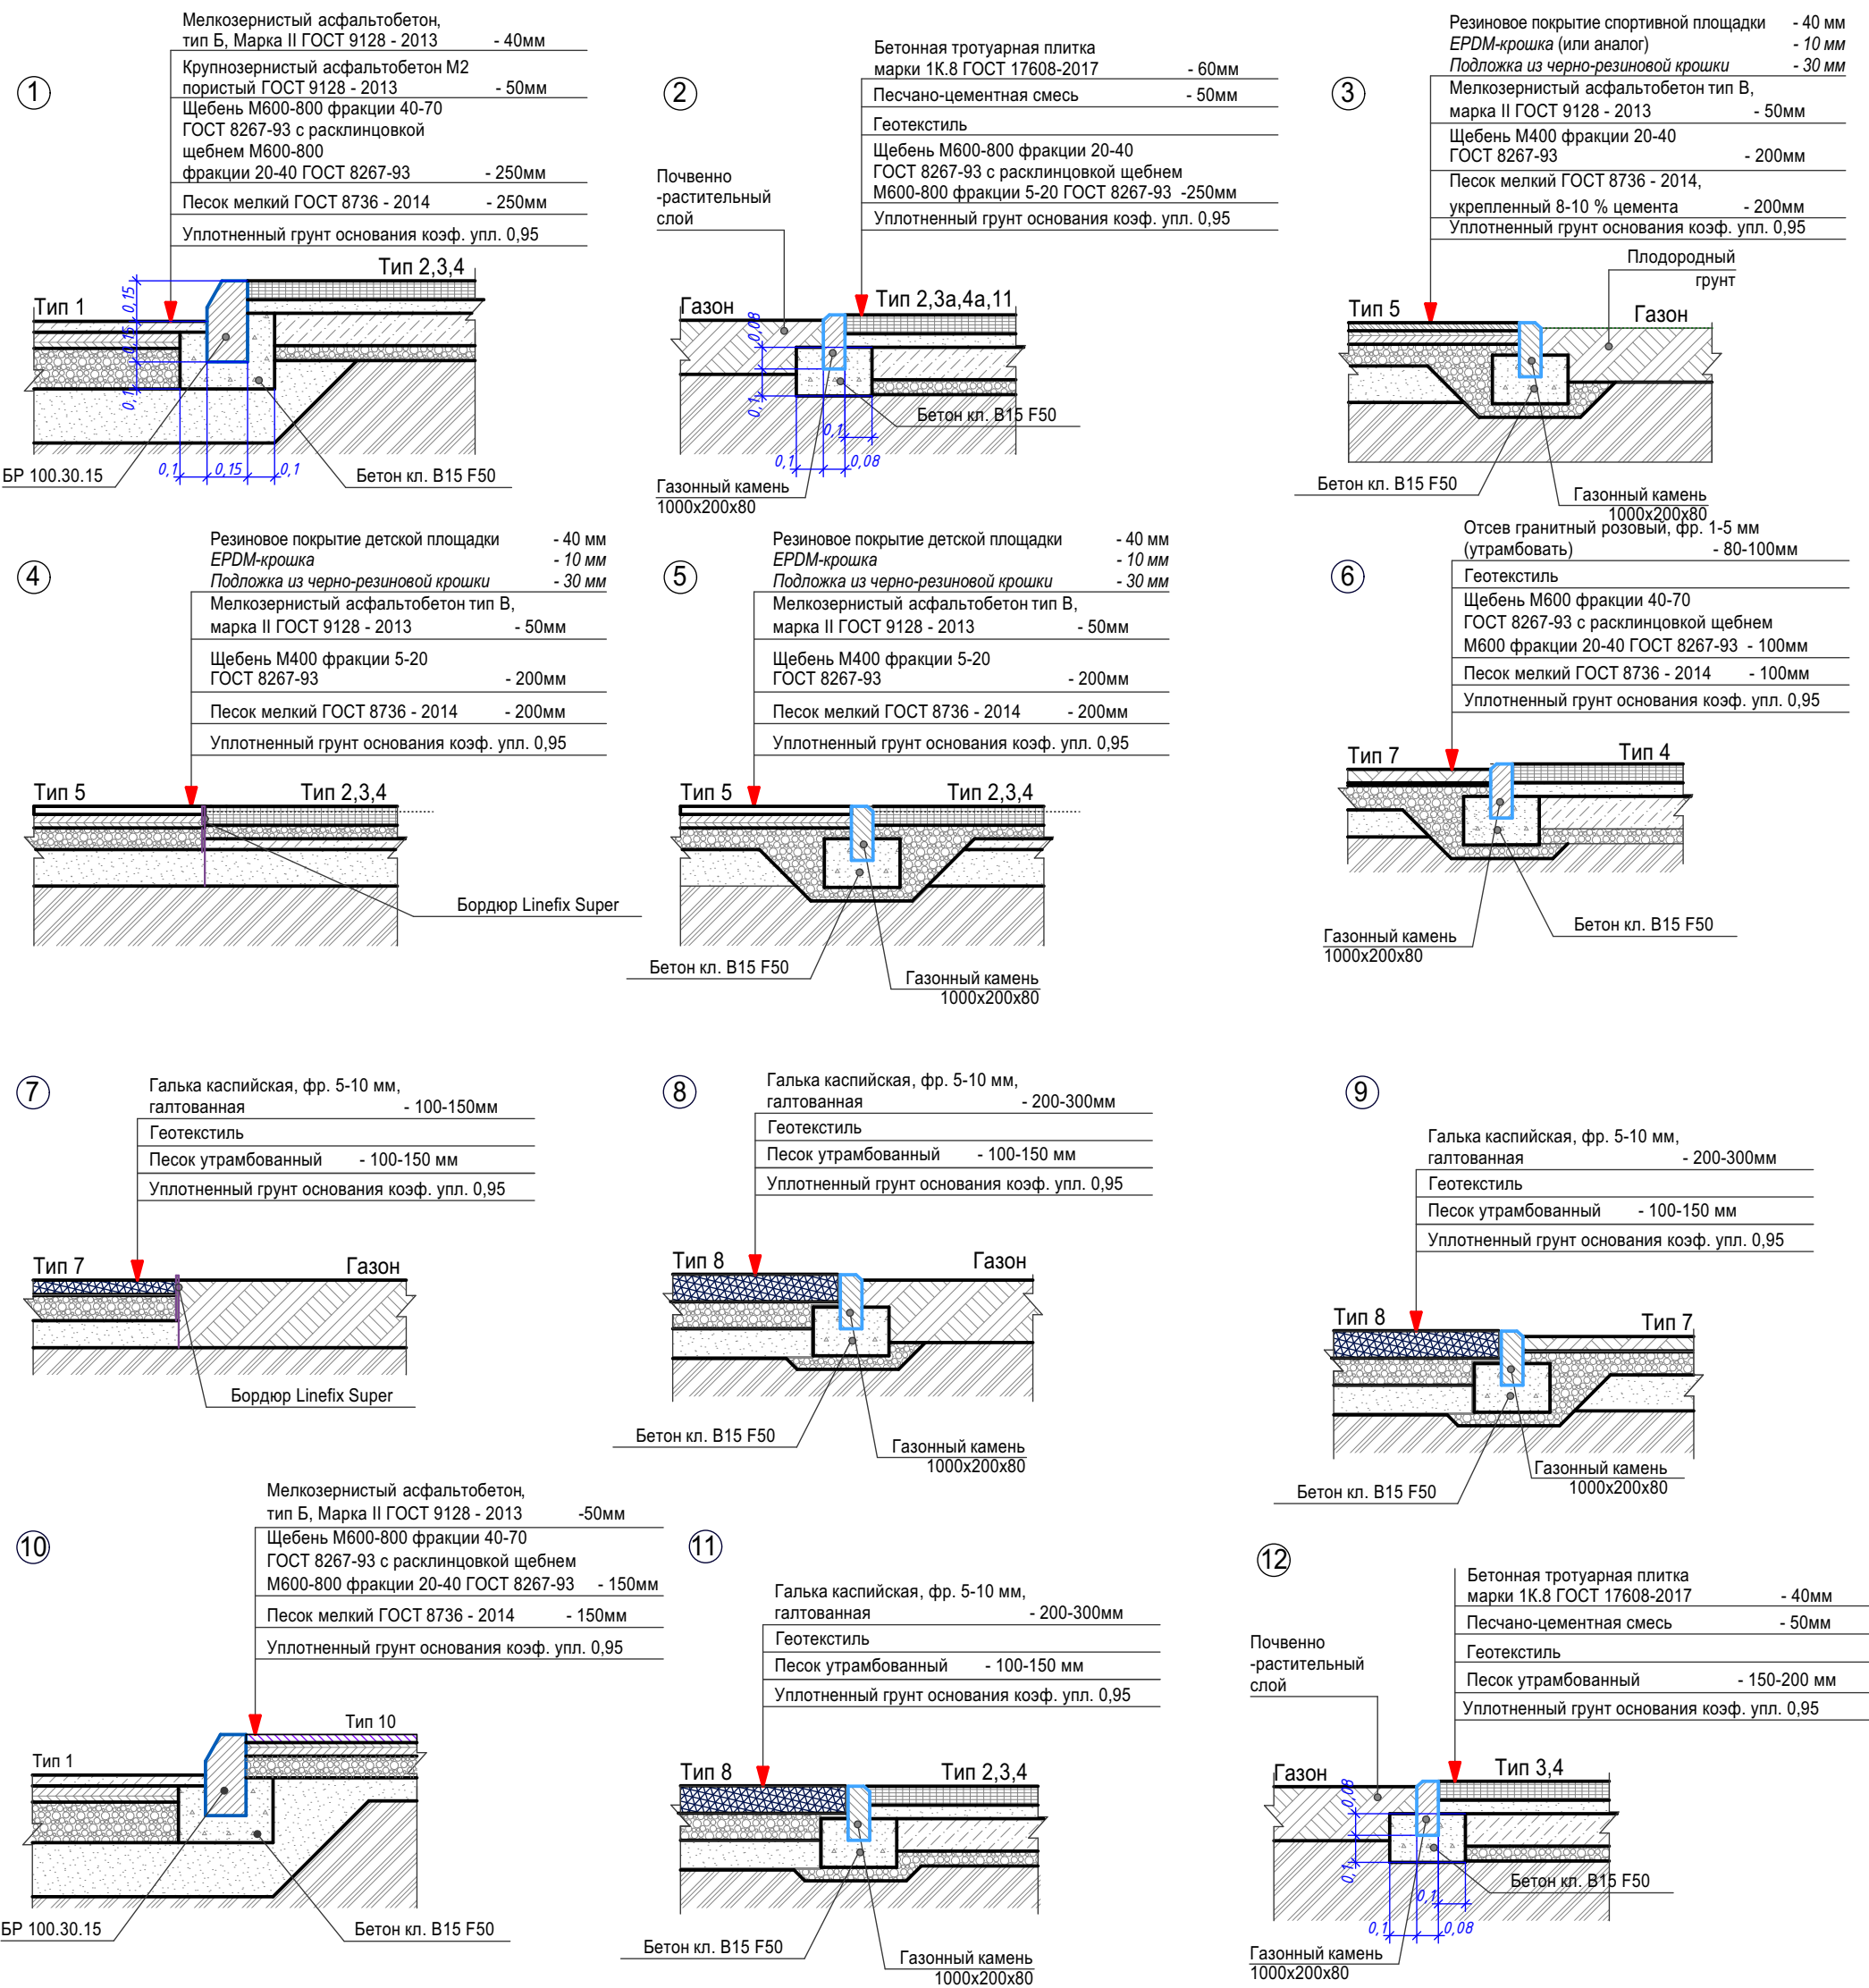 1
Мелкозернистый асфальтобетон,
тип Б, Марка II ГОСТ 9128 - 2013 - 40мм
Крупнозернистый асфальтобетон М2
пористый ГОСТ 9128 - 2013 - 50мм
Щебень М600-800 фракции 40-70
ГОСТ 8267-93 с расклинцовкой
щебнем М600-800
фракции 20-40 ГОСТ 8267-93 - 250мм
Песок мелкий ГОСТ 8736 - 2014 - 250мм
Уплотненный грунт основания коэф. упл. 0,95
Тип 2,3,4
Тип 1
0,15
0,15
0,1
0,1 0,15 0,1
БР 100.30.15
Бетон кл. В15 F50
2
Бетонная тротуарная плитка
марки 1К.8 ГОСТ 17608-2017 - 60мм
Песчано-цементная смесь - 50мм
Геотекстиль
Щебень М600-800 фракции 20-40
ГОСТ 8267-93 с расклинцовкой щебнем
М600-800 фракции 5-20 ГОСТ 8267-93 -250мм
Уплотненный грунт основания коэф. упл. 0,95
Почвенно
-растительный
слой
Газон
Тип 2,3а,4а,11
0,08
0,1
0,1
0,1 0,08
Бетон кл. В15 F50
Газонный камень
1000х200х80
3
Резиновое покрытие спортивной площадки - 40 мм
EPDM-крошка (или аналог) - 10 мм
Подложка из черно-резиновой крошки - 30 мм
Мелкозернистый асфальтобетон тип В,
марка II ГОСТ 9128 - 2013 - 50мм
Щебень М400 фракции 20-40
ГОСТ 8267-93 - 200мм
Песок мелкий ГОСТ 8736 - 2014,
укрепленный 8-10 % цемента - 200мм
Уплотненный грунт основания коэф. упл. 0,95
Плодородный
грунт
Тип 5
Газон
Бетон кл. В15 F50
Газонный камень
1000х200х80
4
Резиновое покрытие детской площадки - 40 мм
EPDM-крошка - 10 мм
Подложка из черно-резиновой крошки - 30 мм
Мелкозернистый асфальтобетон тип В,
марка II ГОСТ 9128 - 2013 - 50мм
Щебень М400 фракции 5-20
ГОСТ 8267-93 - 200мм
Песок мелкий ГОСТ 8736 - 2014 - 200мм
Уплотненный грунт основания коэф. упл. 0,95
Тип 5
Тип 2,3,4
Бордюр Linefix Super
5
Резиновое покрытие детской площадки - 40 мм
EPDM-крошка - 10 мм
Подложка из черно-резиновой крошки - 30 мм
Мелкозернистый асфальтобетон тип В,
марка II ГОСТ 9128 - 2013 - 50мм
Щебень М400 фракции 5-20
ГОСТ 8267-93 - 200мм
Песок мелкий ГОСТ 8736 - 2014 - 200мм
Уплотненный грунт основания коэф. упл. 0,95
Тип 5
Тип 2,3,4
Бетон кл. В15 F50
Газонный камень
1000х200х80
6
Отсев гранитный розовый, фр. 1-5 мм
(утрамбовать) - 80-100мм
Геотекстиль
Щебень М600 фракции 40-70
ГОСТ 8267-93 с расклинцовкой щебнем
М600 фракции 20-40 ГОСТ 8267-93 - 100мм
Песок мелкий ГОСТ 8736 - 2014 - 100мм
Уплотненный грунт основания коэф. упл. 0,95
Тип 7
Тип 4
Бетон кл. В15 F50
Газонный камень
1000х200х80
7
Галька каспийская, фр. 5-10 мм,
галтованная - 100-150мм
Геотекстиль
Песок утрамбованный - 100-150 мм
Уплотненный грунт основания коэф. упл. 0,95
Тип 7
Газон
Бордюр Linefix Super
8
Галька каспийская, фр. 5-10 мм,
галтованная - 200-300мм
Геотекстиль
Песок утрамбованный - 100-150 мм
Уплотненный грунт основания коэф. упл. 0,95
Тип 8
Газон
Бетон кл. В15 F50
Газонный камень
1000х200х80
9
Галька каспийская, фр. 5-10 мм,
галтованная - 200-300мм
Геотекстиль
Песок утрамбованный - 100-150 мм
Уплотненный грунт основания коэф. упл. 0,95
Тип 8
Тип 7
Газонный камень
1000х200х80
Бетон кл. В15 F50
10
Мелкозернистый асфальтобетон,
тип Б, Марка II ГОСТ 9128 - 2013 -50мм
Щебень М600-800 фракции 40-70
ГОСТ 8267-93 с расклинцовкой щебнем
М600-800 фракции 20-40 ГОСТ 8267-93 - 150мм
Песок мелкий ГОСТ 8736 - 2014 - 150мм
Уплотненный грунт основания коэф. упл. 0,95
Тип 10
Тип 1
БР 100.30.15
Бетон кл. В15 F50
11
Галька каспийская, фр. 5-10 мм,
галтованная - 200-300мм
Геотекстиль
Песок утрамбованный - 100-150 мм
Уплотненный грунт основания коэф. упл. 0,95
Тип 8
Тип 2,3,4
Бетон кл. В15 F50
Газонный камень
1000х200х80
12
Бетонная тротуарная плитка
марки 1К.8 ГОСТ 17608-2017 - 40мм
Песчано-цементная смесь - 50мм
Геотекстиль
Песок утрамбованный - 150-200 мм
Уплотненный грунт основания коэф. упл. 0,95
Почвенно
-растительный
слой
Газон
Тип 3,4
0,08
0,1
0,1
0,1 0,08
Бетон кл. В15 F50
Газонный камень
1000х200х80